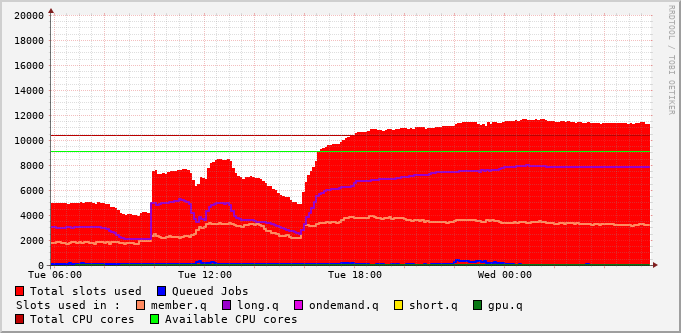 20000
18000
16000
14000
12000
10000
8000
6000
4000
2000
0
Tue 06:00 Tue 12:00 Tue 18:00 Wed 00:00
RRDTOOL / TOBI OETIKER
Total slots used Queued Jobs
Slots used in : member.q long.q ondemand.q short.q gpu.q
Total CPU cores Available CPU cores